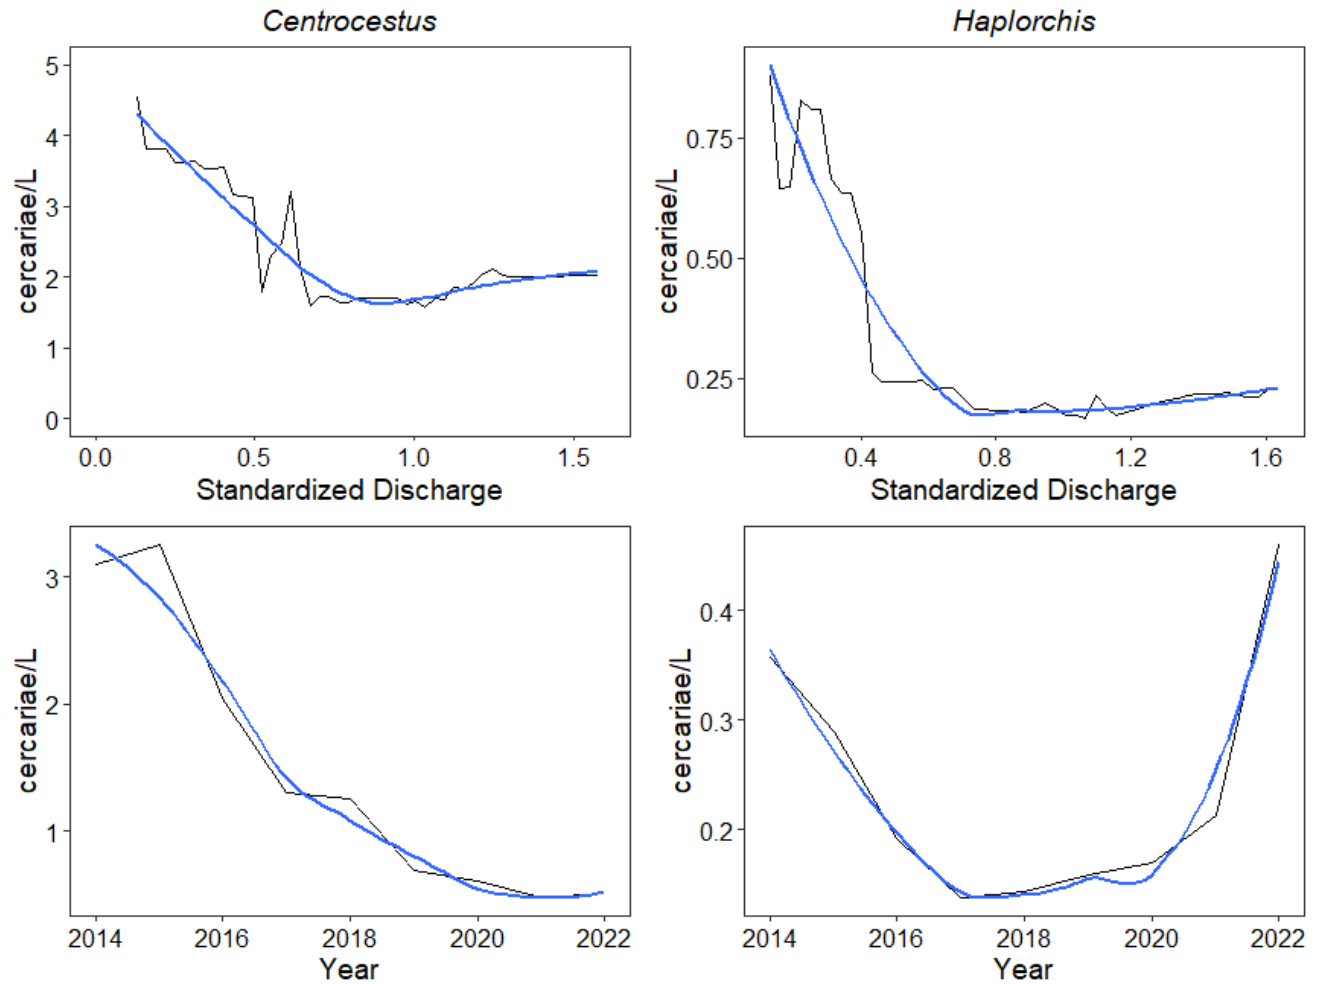 Centrocestus
Haplorchis
5
4
3
2
1
0
cercariae/L
0.0 0.5 1.0 1.5
Standardized Discharge
0.75
0.50
0.25
cercariae/L
0.4 0.8 1.2 1.6
Standardized Discharge
3
2
1
cercariae/L
2014 2016 2018 2020 2022
Year
0.4
0.3
0.2
cercariae/L
2014 2016 2018 2020 2022
Year